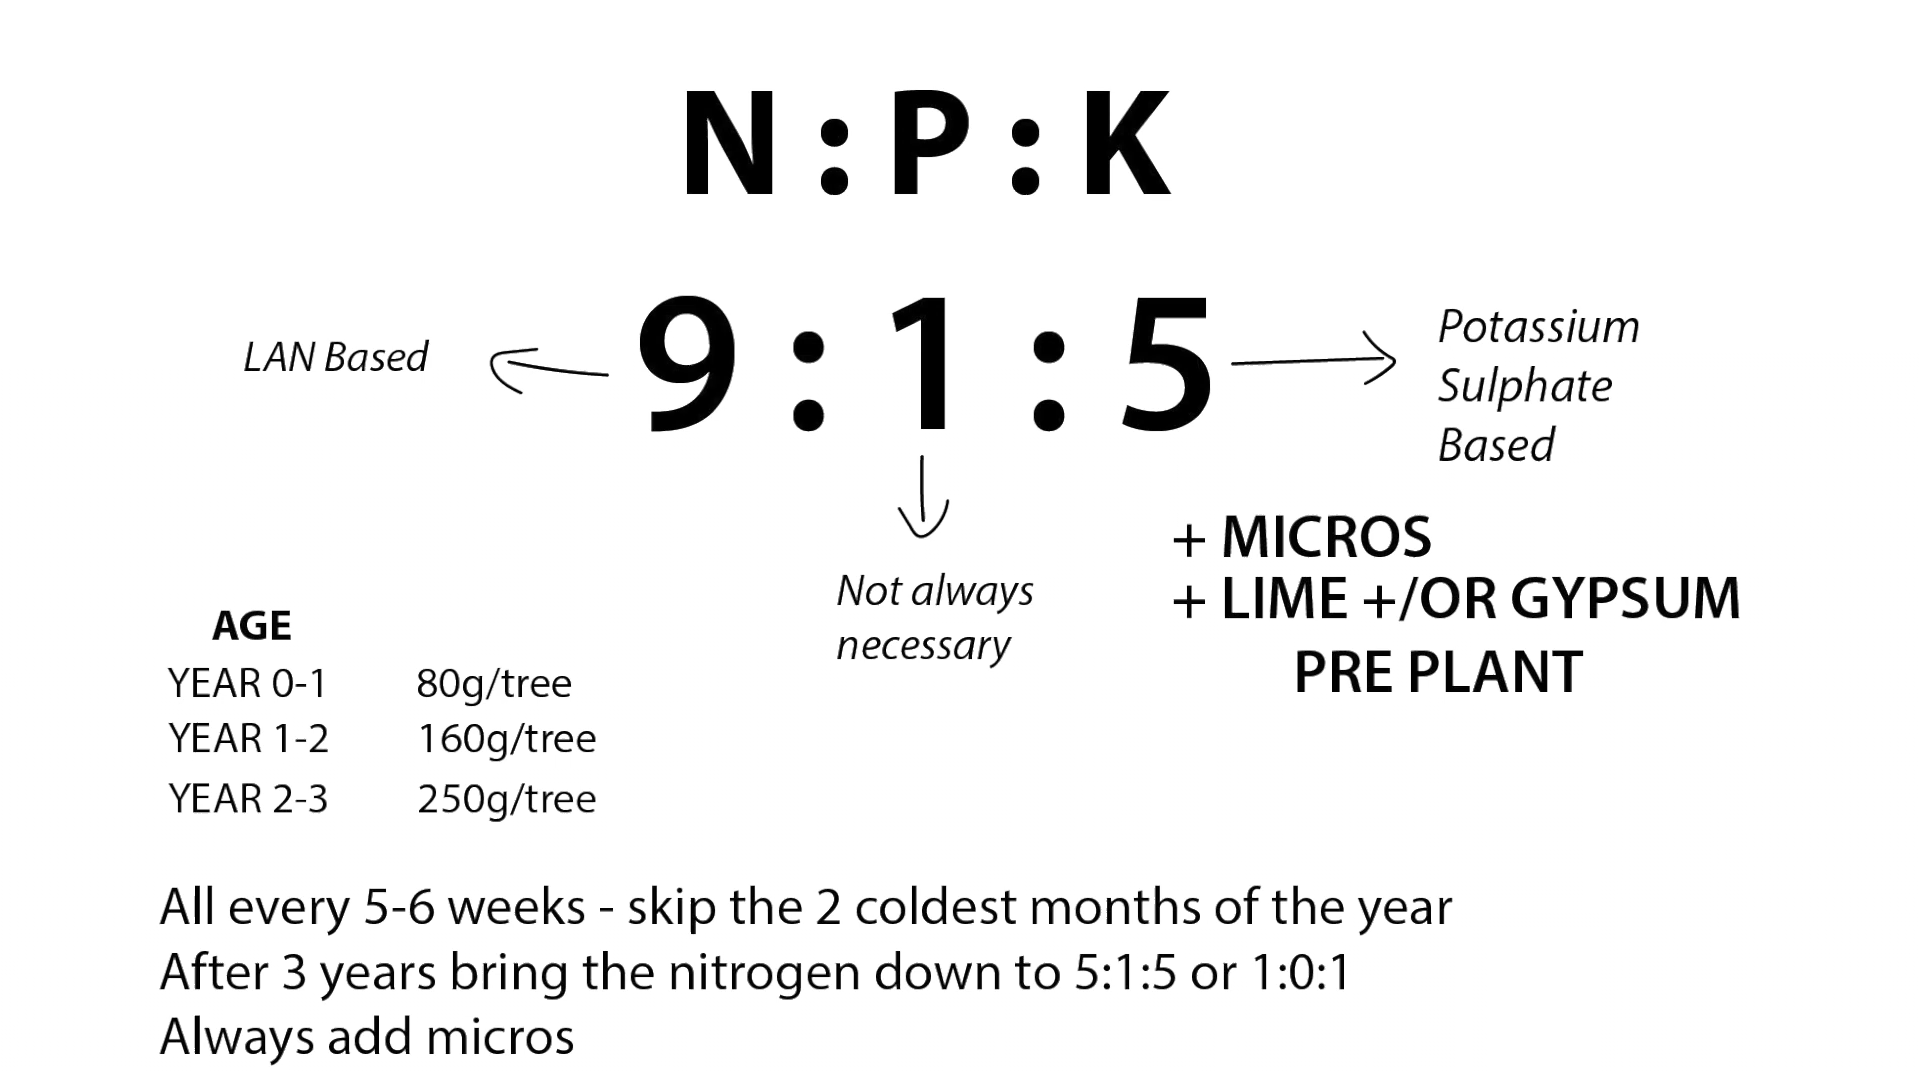 N : P : K
LAN Based
9 : 1 : 5
Potassium
Sulphate
Based
Not always
necessary
+ MICROS
+ LIME +/OR GYPSUM
PRE PLANT
AGE
YEAR 0-1 80g/tree
YEAR 1-2 160g/tree
YEAR 2-3 250g/tree
All every 5-6 weeks - skip the 2 coldest months of the year
After 3 years bring the nitrogen down to 5:1:5 or 1:0:1
Always add micros